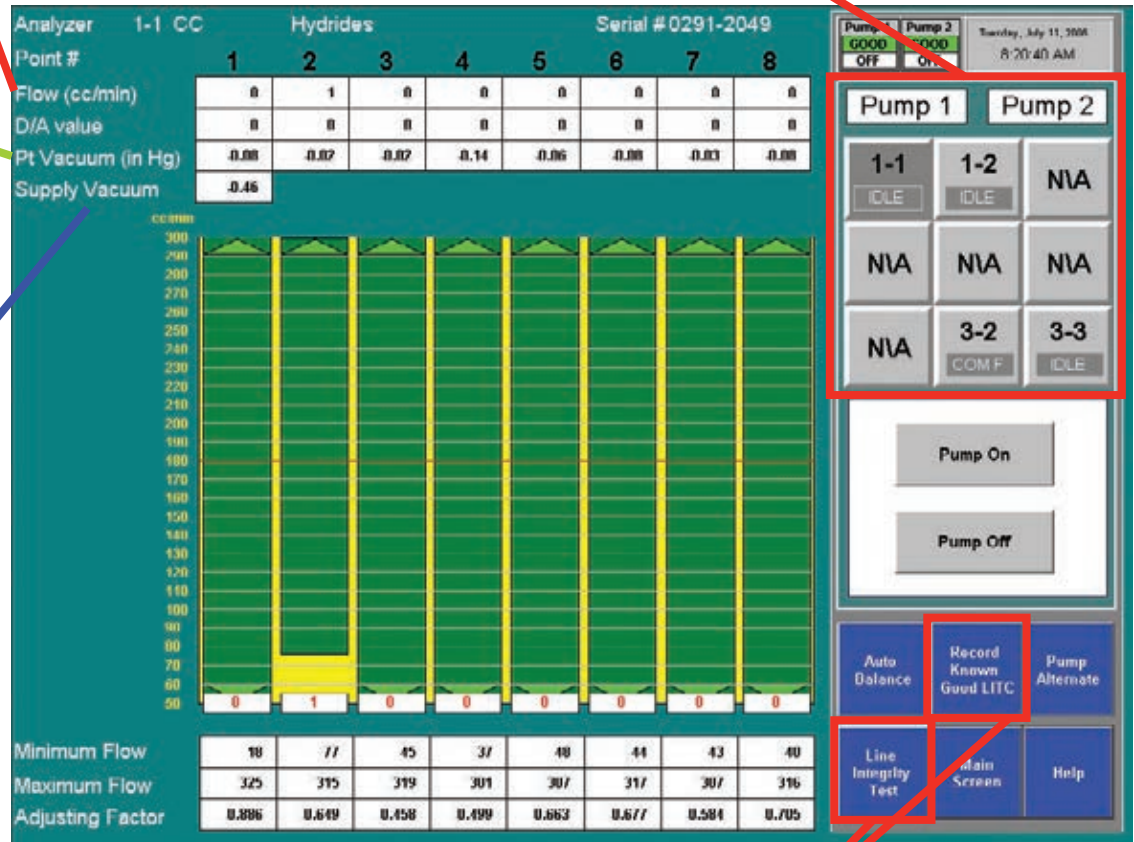 Analyzer 1-1 CC Hydrides Serial #0291-2049
Point # 1 2 3 4 5 6 7 8
Flow (cc/min) 0 1 0 0 0 0 0 0
D/A value 0 0 0 0 0 0 0 0
Pt Vacuum (in Hg) -0.08 -0.02 -0.02 -0.14 -0.06 -0.08 -0.03 -0.08
Supply Vacuum -0.46
cc/min
300
290
280
270
260
250
240
230
220
210
200
190
180
170
160
150
140
130
120
110
100
90
80
70
60
50
0 1 0 0 0 0 0 0
Minimum Flow 18 77 45 37 48 44 43 40
Maximum Flow 325 315 319 301 307 317 307 316
Adjusting Factor 0.886 0.649 0.458 0.499 0.663 0.677 0.584 0.705
Pump 1 Pump 2
GOOD GOOD
OFF OFF
Tuesday, July 11, 2006
8:20:40 AM
Pump 1 Pump 2
1-1 1-2 N\A
IDLE IDLE
N\A N\A N\A
N\A 3-2 3-3
COM F IDLE
Pump On
Pump Off
Auto Balance
Record Known Good LITC
Pump Alternate
Line Integrity Test
Main Screen
Help